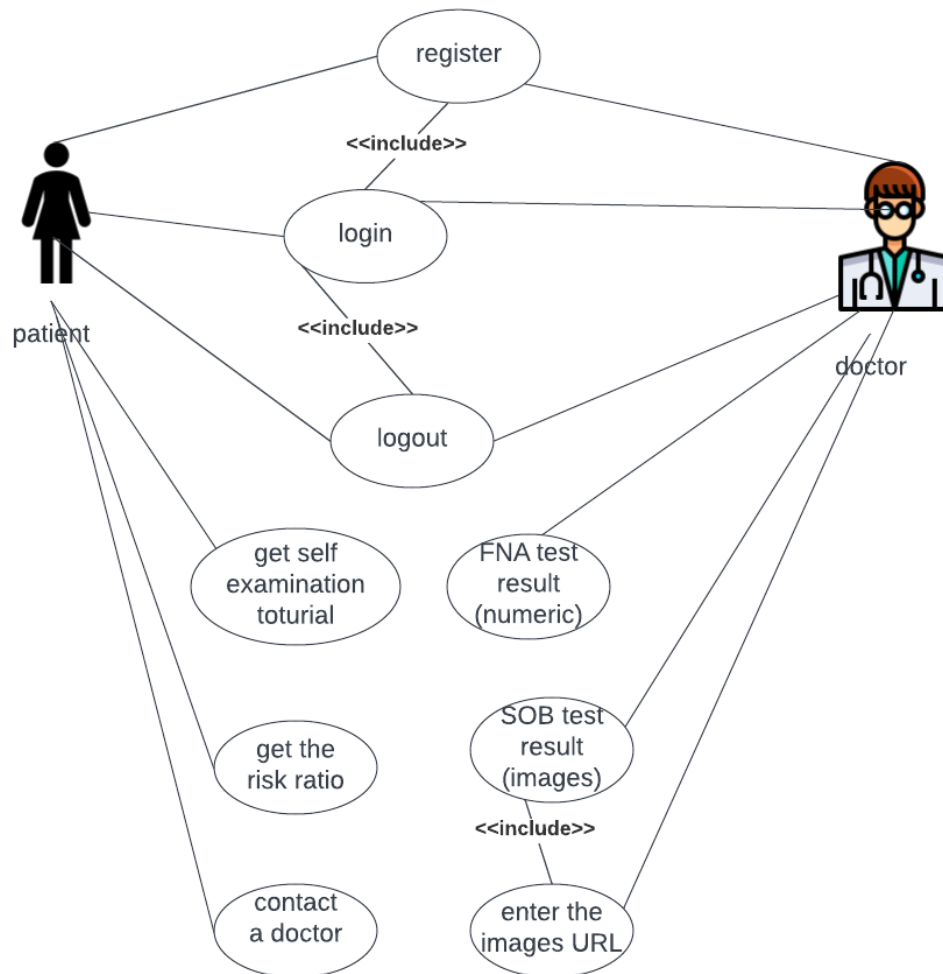 register
<<include>>
login
<<include>>
patient
doctor
logout
get self
examination
toturial
FNA test
result
(numeric)
SOB test
result
(images)
get the
risk ratio
<<include>>
contact
a doctor
enter the
images URL